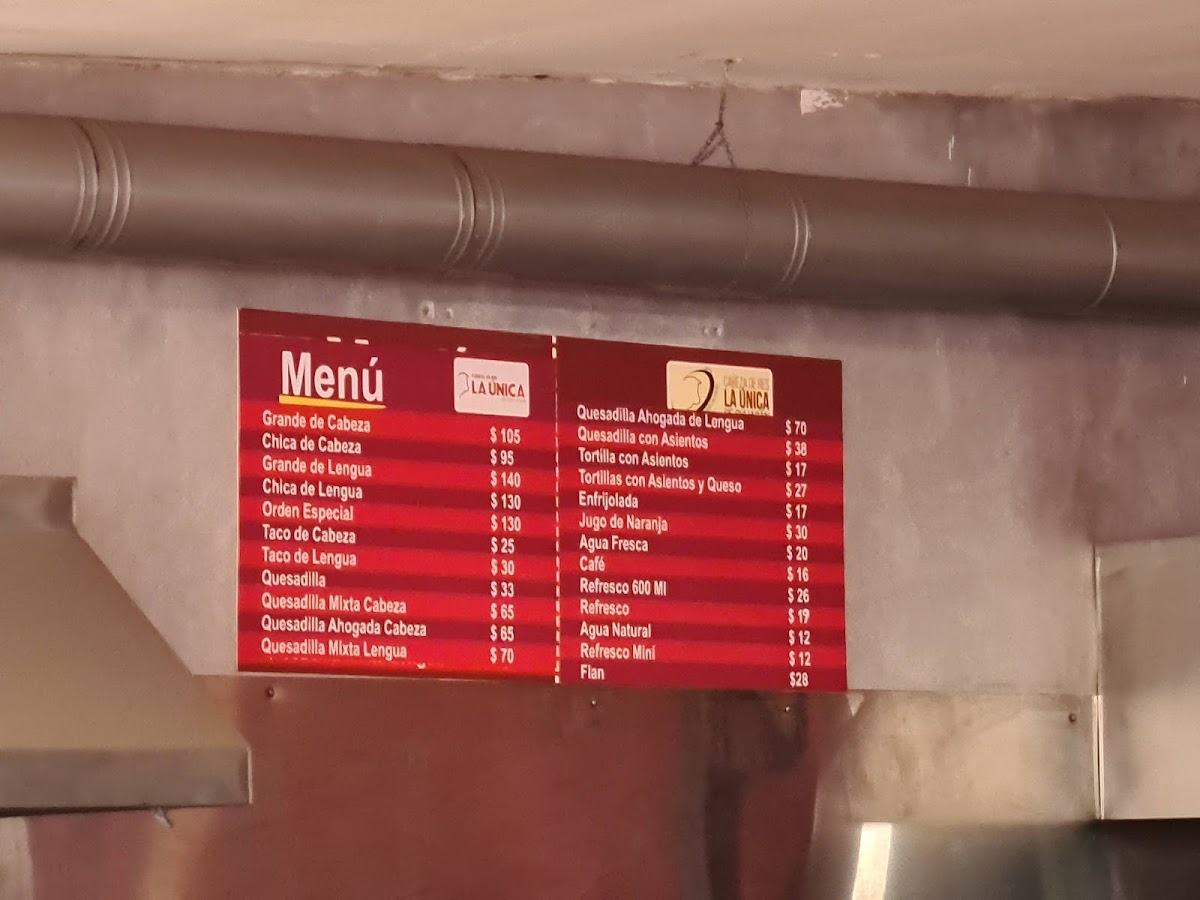 Menú
LA ÚNICA
Grande de Cabeza $ 105
Chica de Cabeza $ 95
Grande de Lengua $ 140
Chica de Lengua $ 130
Orden Especial $ 130
Taco de Cabeza $ 25
Taco de Lengua $ 30
Quesadilla $ 33
Quesadilla Mixta Cabeza $ 65
Quesadilla Ahogada Cabeza $ 65
Quesadilla Mixta Lengua $ 70
CABEZA DE RES
LA ÚNICA
Quesadilla Ahogada de Lengua $ 70
Quesadilla con Asientos $ 38
Tortilla con Asientos $ 17
Tortillas con Asientos y Queso $ 27
Enfrijolada $ 17
Jugo de Naranja $ 30
Agua Fresca $ 20
Café $ 16
Refresco 600 Ml $ 26
Refresco $ 19
Agua Natural $ 12
Refresco Mini $ 12
Flan $28